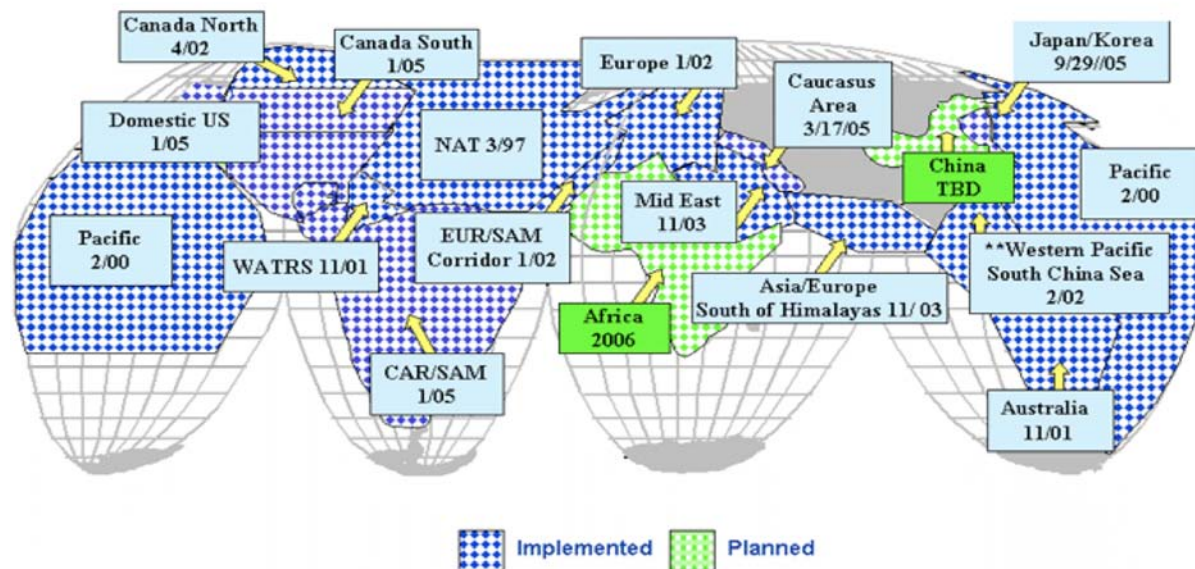 Canada North
4/02
Canada South
1/05
Europe 1/02
Japan/Korea
9/29//05
Caucasus
Area
3/17/05
Domestic US
1/05
NAT 3/97
China
TBD
Pacific
2/00
Mid East
11/03
Pacific
2/00
WATRS 11/01
EUR/SAM
Corridor 1/02
**Western Pacific
South China Sea
2/02
Asia/Europe
South of Himalayas 11/ 03
Africa
2006
CAR/SAM
1/05
Australia
11/01
Implemented
Planned